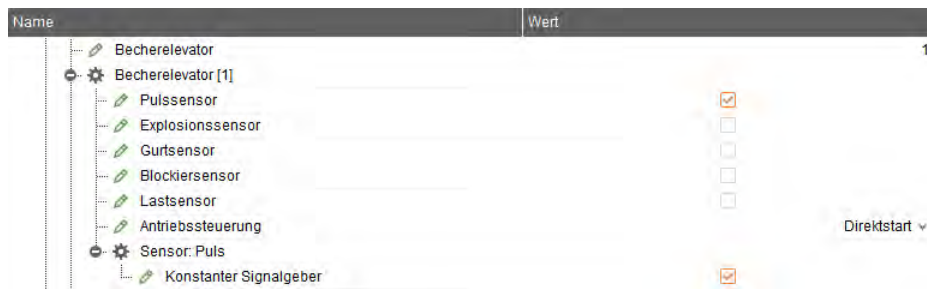 Name Wert
Becherelevator 1
Becherelevator [1]
Pulssensor
Explosionssensor
Gurtsensor
Blockiersensor
Lastsensor
Antriebssteuerung Direktstart
Sensor: Puls
Konstanter Signalgeber